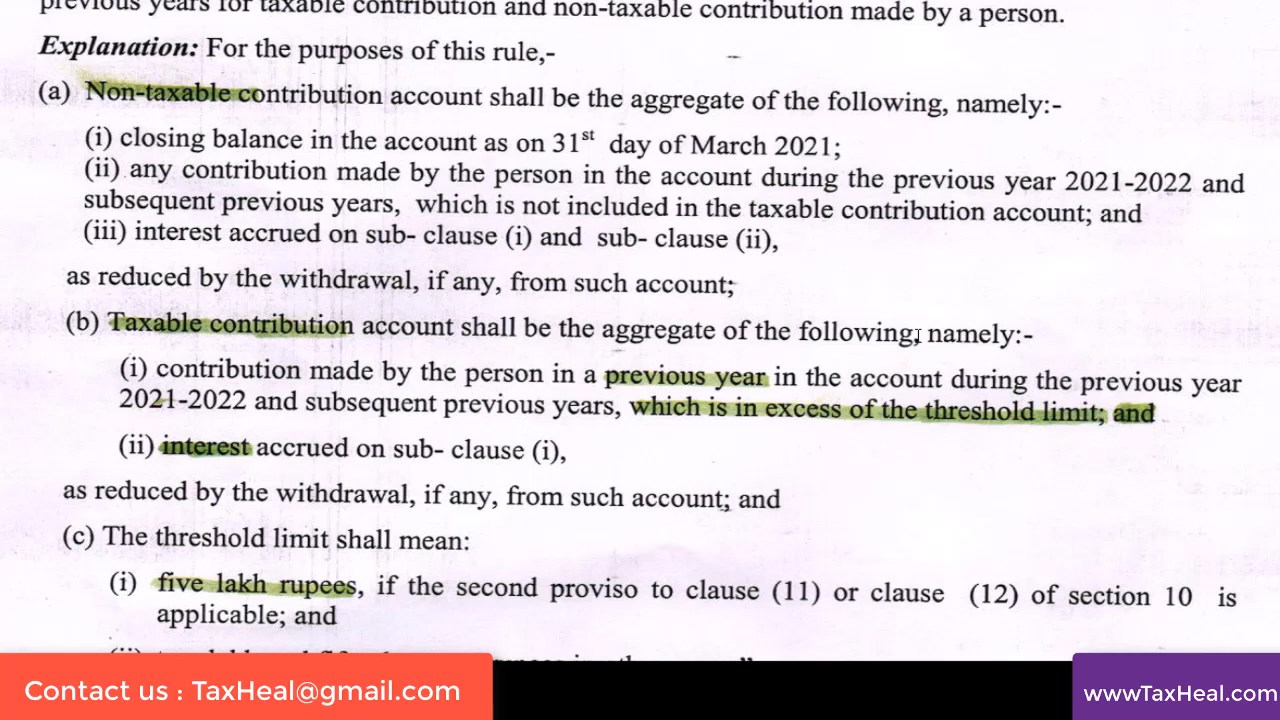 previous years for taxable contribution and non-taxable contribution made by a person.
Explanation: For the purposes of this rule,-
(a) Non-taxable contribution account shall be the aggregate of the following, namely:-
(i) closing balance in the account as on 31st day of March 2021;
(ii) any contribution made by the person in the account during the previous year 2021-2022 and
subsequent previous years, which is not included in the taxable contribution account; and
(iii) interest accrued on sub- clause (i) and sub- clause (ii),
as reduced by the withdrawal, if any, from such account;
(b) Taxable contribution account shall be the aggregate of the following, namely:-
(i) contribution made by the person in a previous year in the account during the previous year
2021-2022 and subsequent previous years, which is in excess of the threshold limit; and
(ii) interest accrued on sub- clause (i),
as reduced by the withdrawal, if any, from such account; and
(c) The threshold limit shall mean:
(i) five lakh rupees, if the second proviso to clause (11) or clause (12) of section 10 is
applicable; and
Contact us : TaxHeal@gmail.com
wwwTaxHeal.com